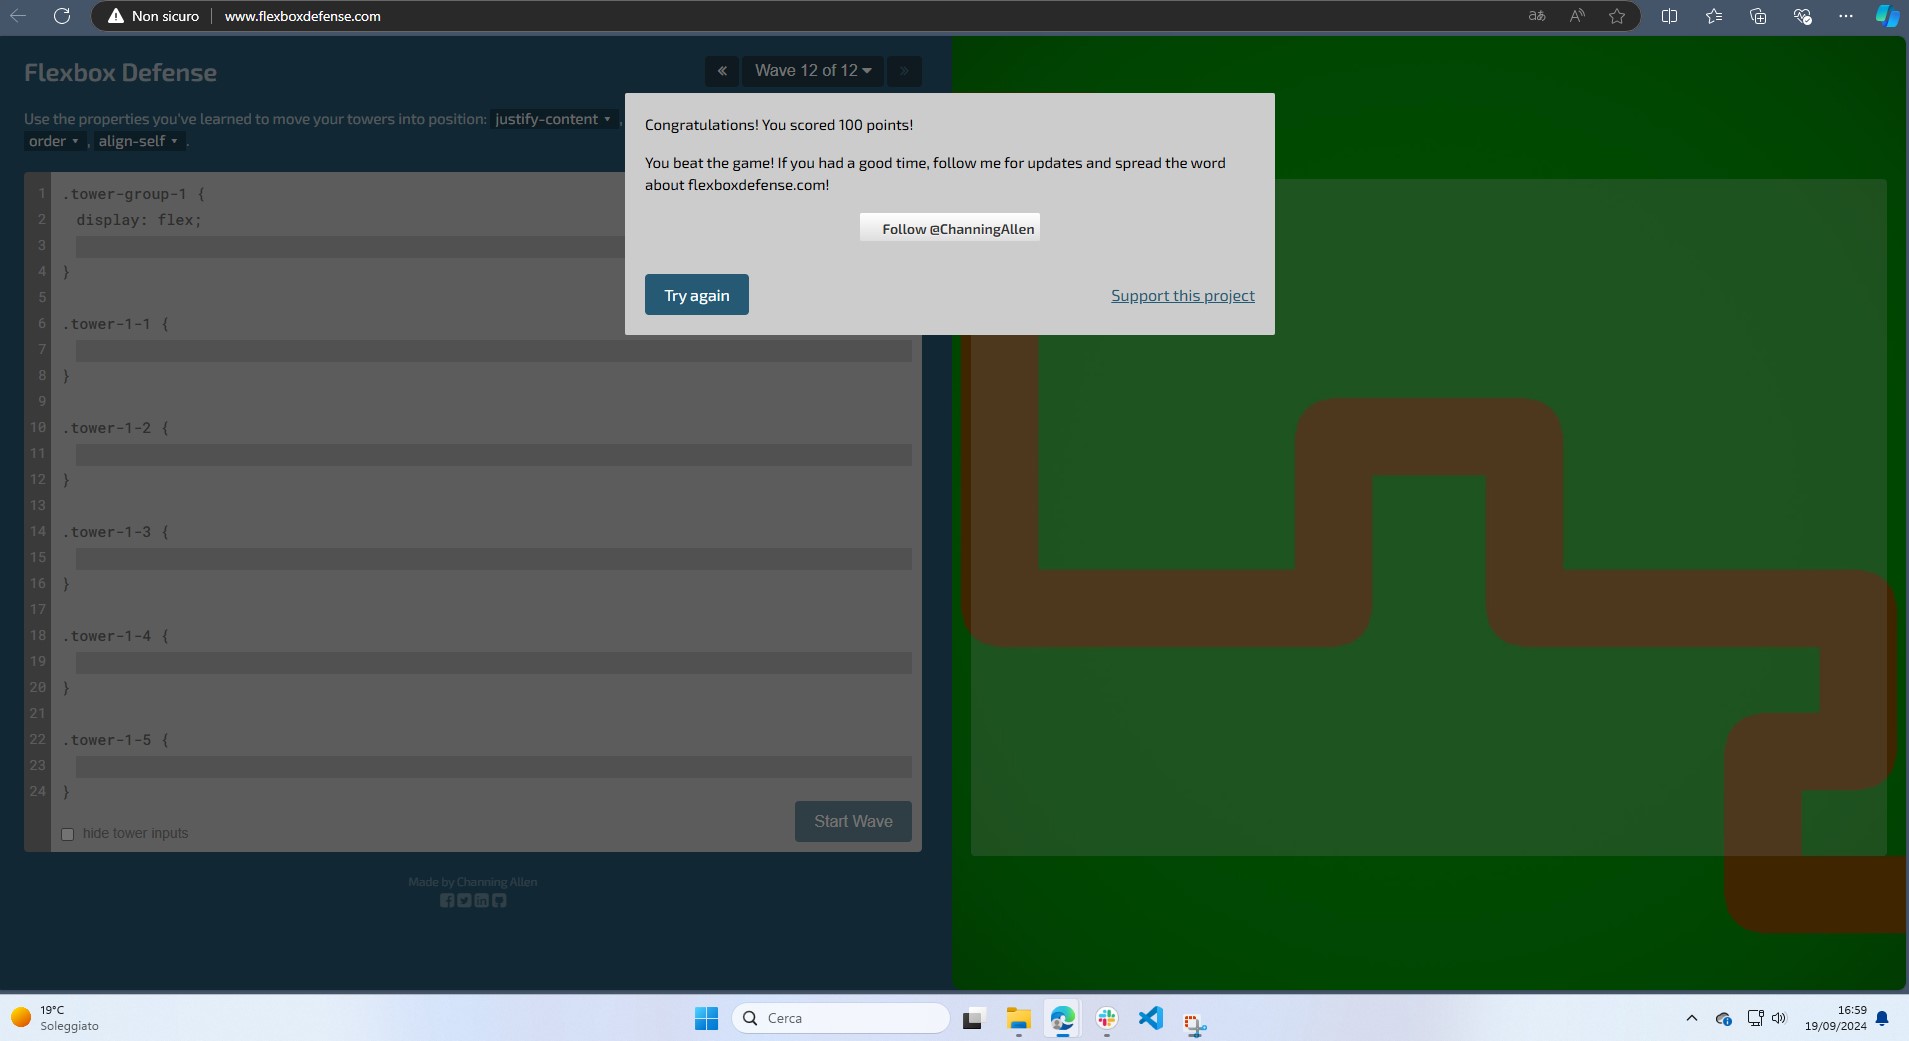 Non sicuro
www.flexboxdefense.com
Flexbox Defense
Wave 12 of 12
Use the properties you've learned to move your towers into position: justify-content ,
order , align-self .
Congratulations! You scored 100 points!
You beat the game! If you had a good time, follow me for updates and spread the word
about flexboxdefense.com!
Follow @ChanningAllen
Try again
Support this project
1 .tower-group-1 {
2 display: flex;
3
4 }
5
6 .tower-1-1 {
7
8 }
9
10 .tower-1-2 {
11
12 }
13
14 .tower-1-3 {
15
16 }
17
18 .tower-1-4 {
19
20 }
21
22 .tower-1-5 {
23
24 }
hide tower inputs
Start Wave
Made by Channing Allen
19°C
Soleggiato
Cerca
16:59
19/09/2024